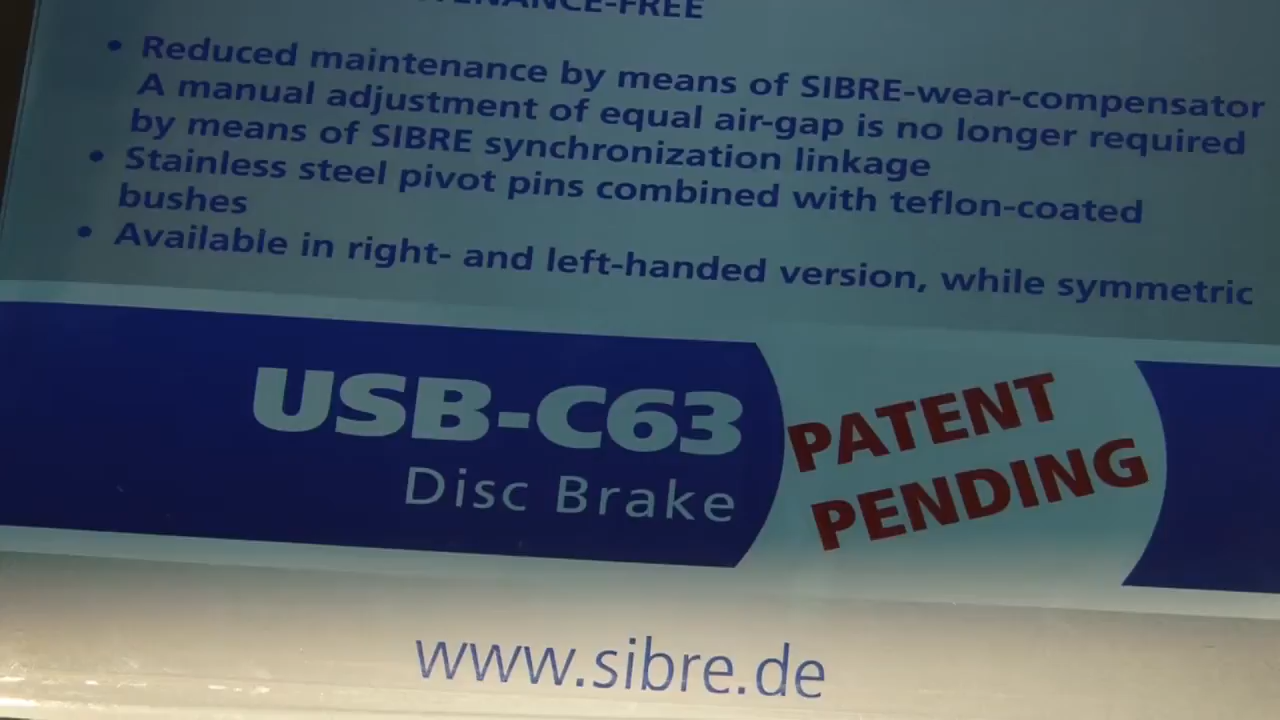 TENANCE-FREE
• Reduced maintenance by means of SIBRE-wear-compensator
A manual adjustment of equal air-gap is no longer required
by means of SIBRE synchronization linkage
• Stainless steel pivot pins combined with teflon-coated
bushes
• Available in right- and left-handed version, while symmetric
USB-C63
Disc Brake
PATENT
PENDING
www.sibre.de